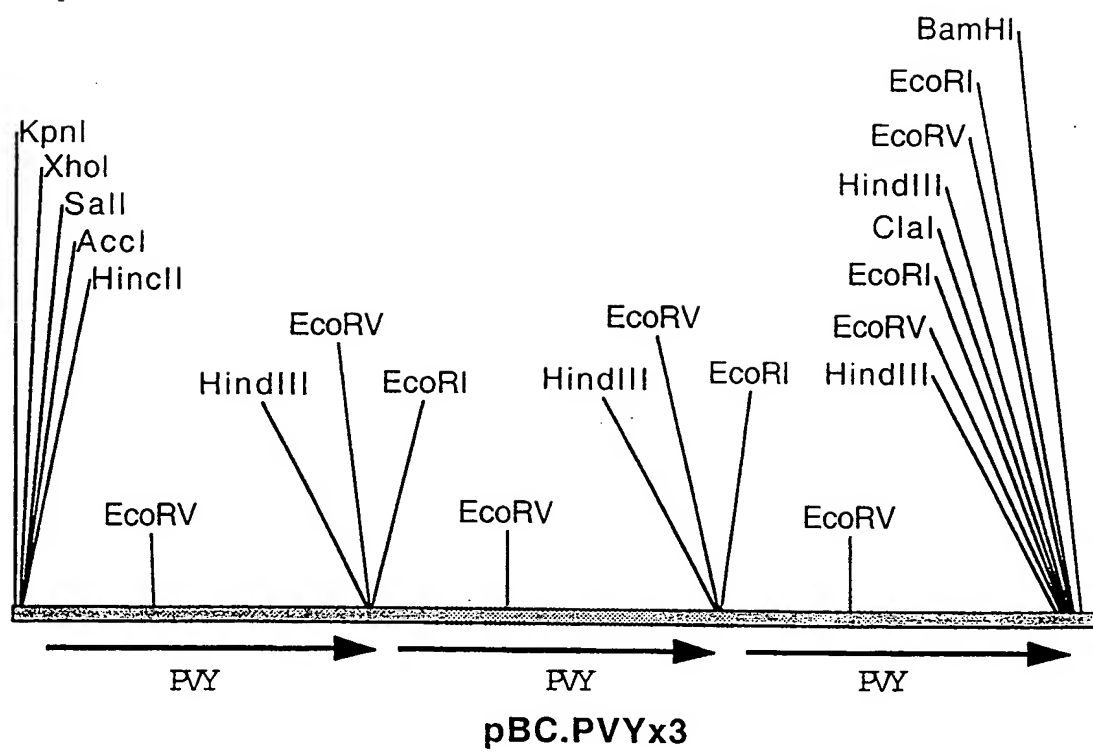 BamHI
EcoRI
EcoRV
HindIII
ClaI
EcoRI
EcoRV
HindIII
KpnI
XhoI
SalI
AccI
HincII
EcoRV
HindIII
EcoRI
EcoRV
HindIII
EcoRI
EcoRV
EcoRV
EcoRV
PVY
PVY
PVY
pBC.PVYx3